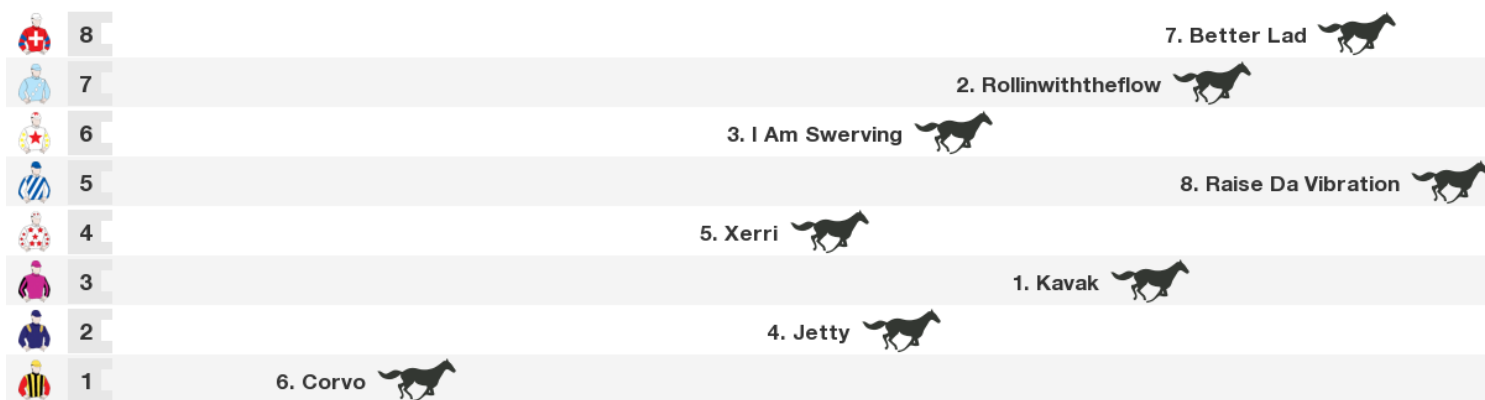 8 7. Better Lad
7 2. Rollinwiththeflow
6 3. I Am Swerving
5 8. Raise Da Vibration
4 5. Xerri
3 1. Kavak
2 4. Jetty
1 6. Corvo